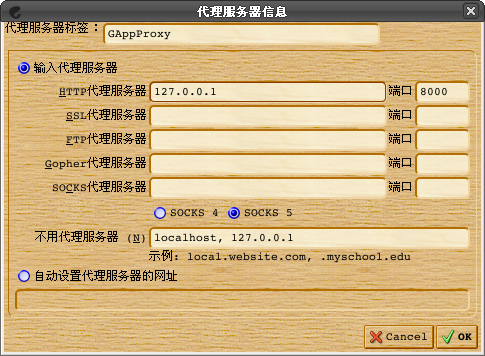 代理服务器信息
代理服务器标签： GAppProxy
输入代理服务器
HTTP代理服务器 127.0.0.1 端口 8000
SSL代理服务器 端口
FTP代理服务器 端口
Gopher代理服务器 端口
SOCKS代理服务器 端口
SOCKS 4 SOCKS 5
不用代理服务器 (N) localhost, 127.0.0.1
示例: local.website.com, .myschool.edu
自动设置代理服务器的网址
Cancel OK